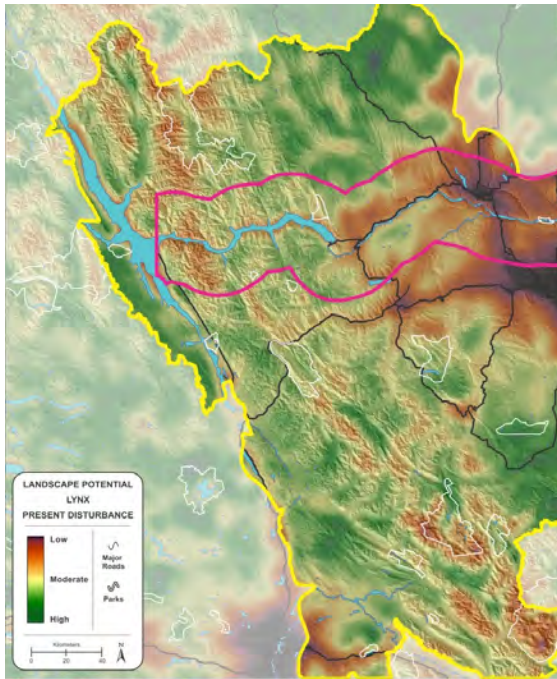 LANDSCAPE POTENTIAL
LYNX
PRESENT DISTURBANCE
Low
Moderate
High
Major
Roads
Parks
Kilometers
N
0 20 40